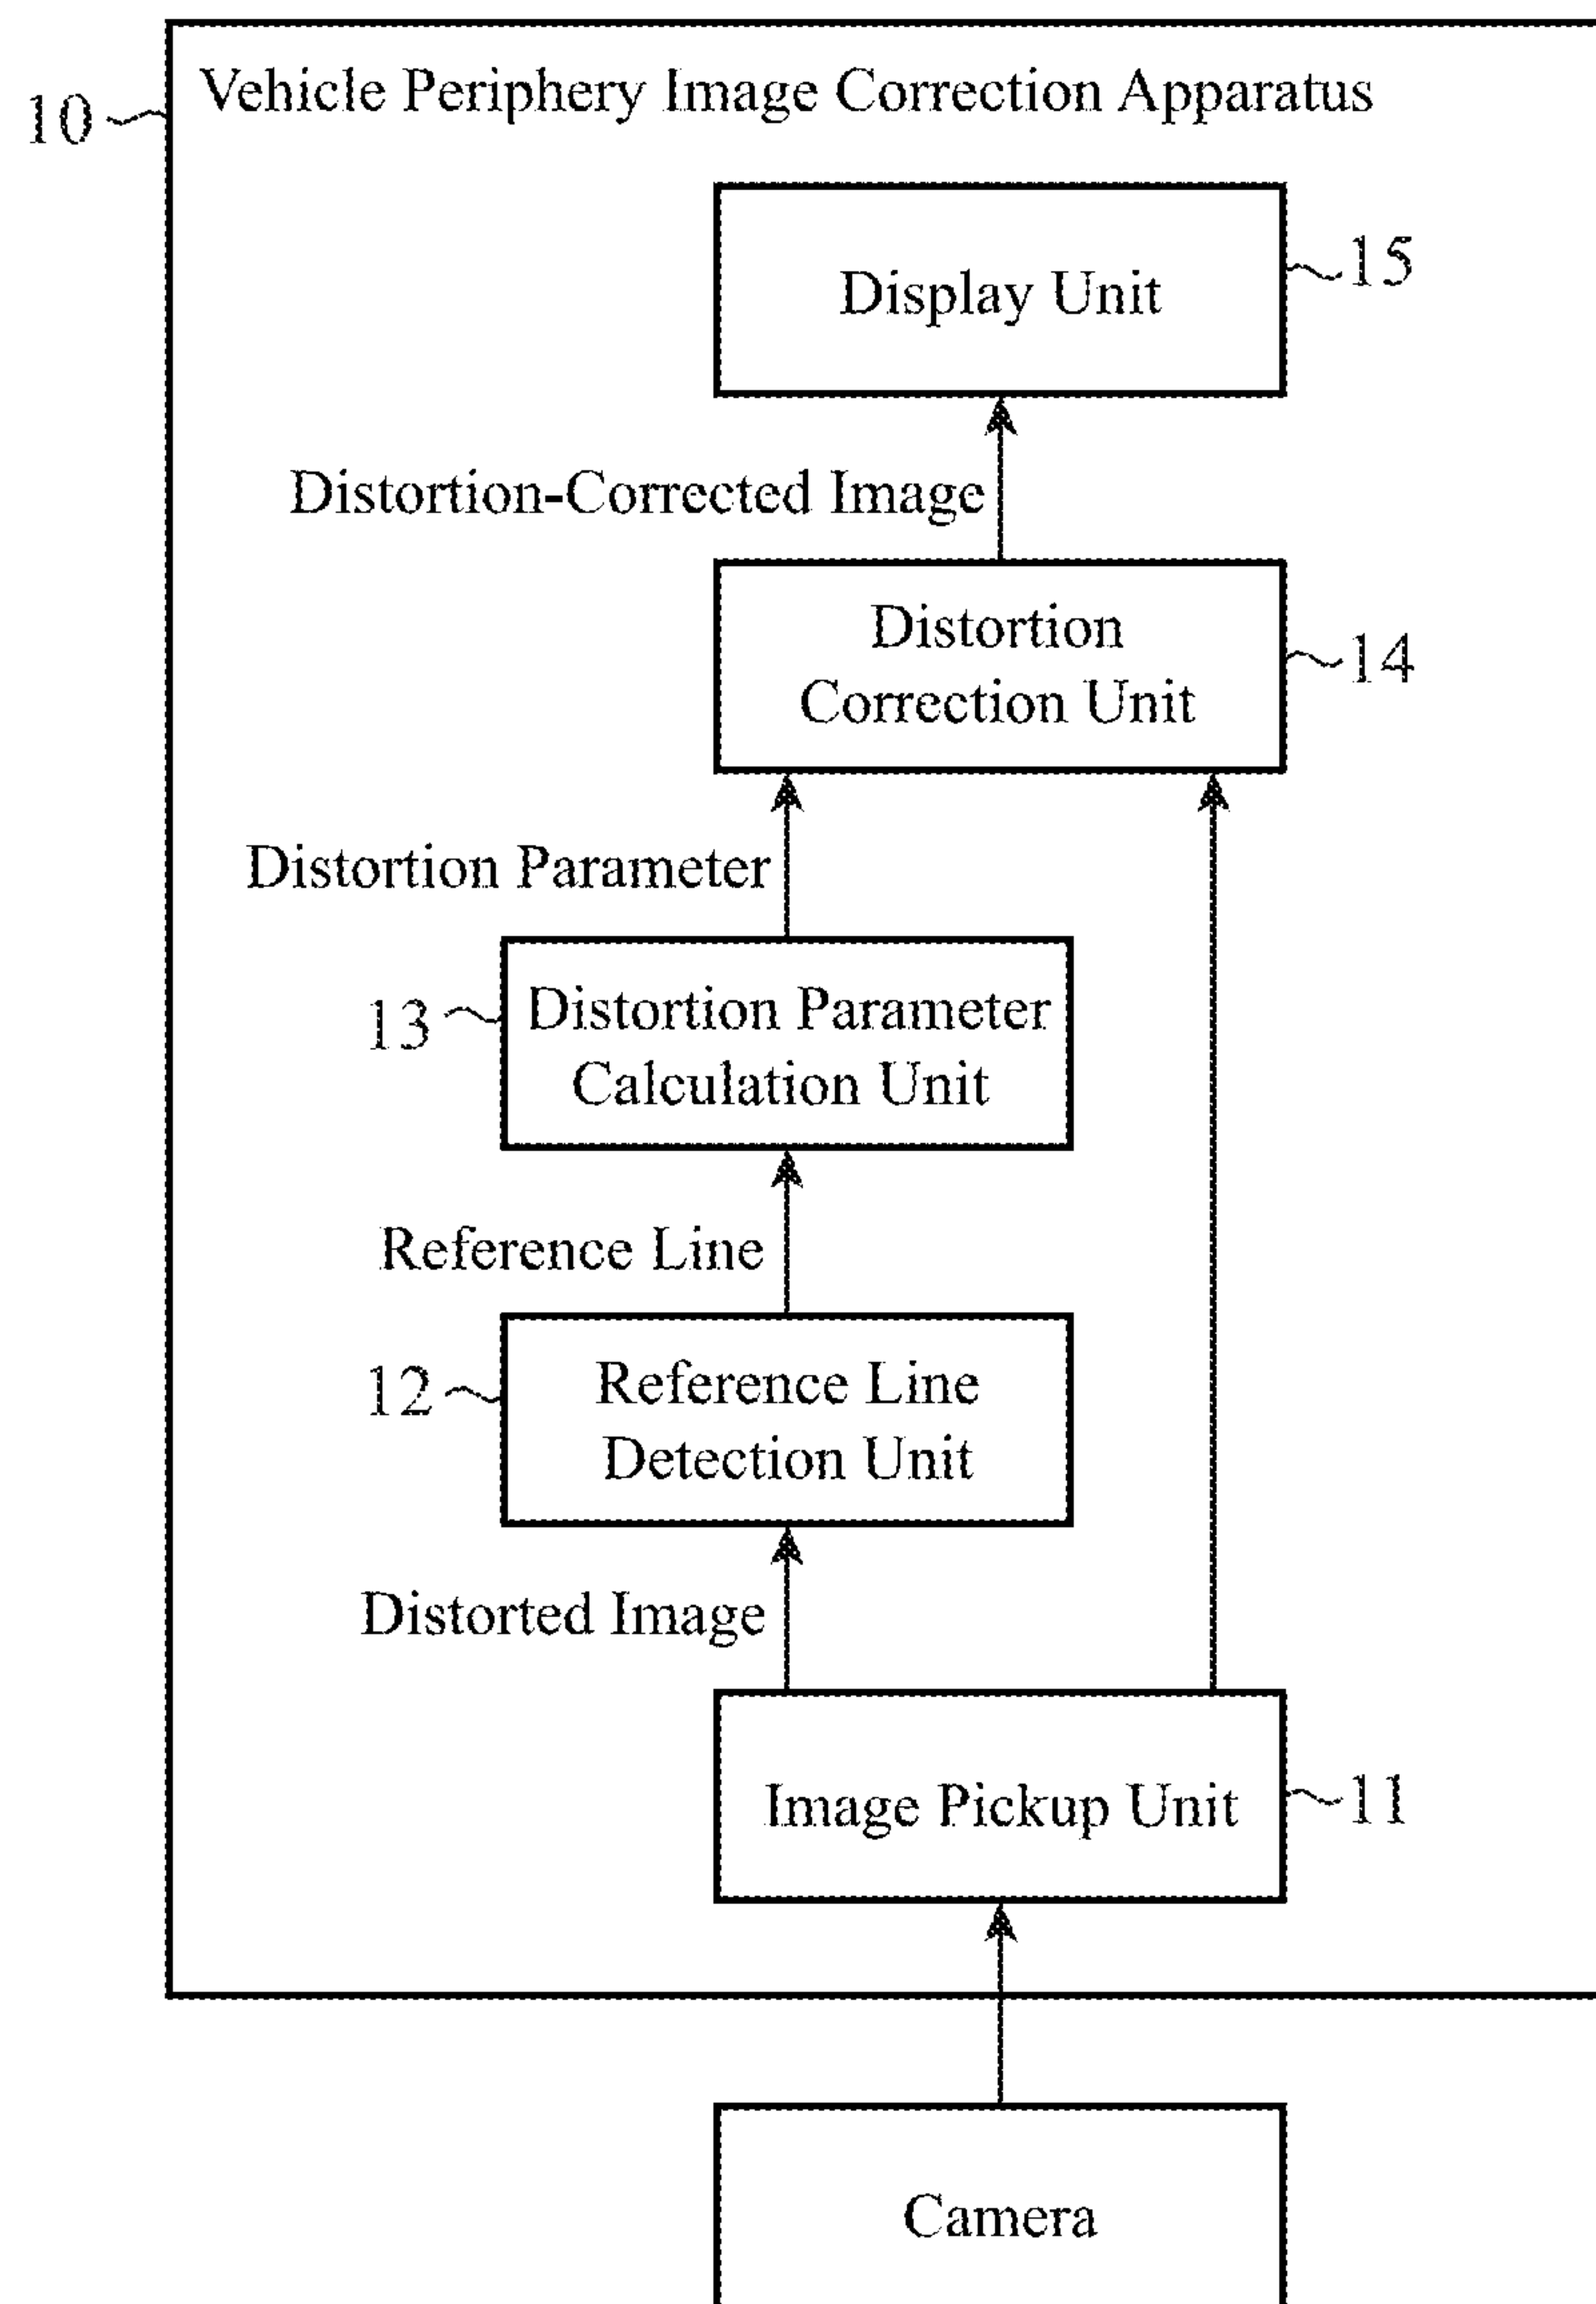 10
Vehicle Periphery Image Correction Apparatus
Display Unit
15
Distortion-Corrected Image
Distortion
Correction Unit
14
Distortion Parameter
13
Distortion Parameter
Calculation Unit
Reference Line
12
Reference Line
Detection Unit
Distorted Image
Image Pickup Unit
11
Camera